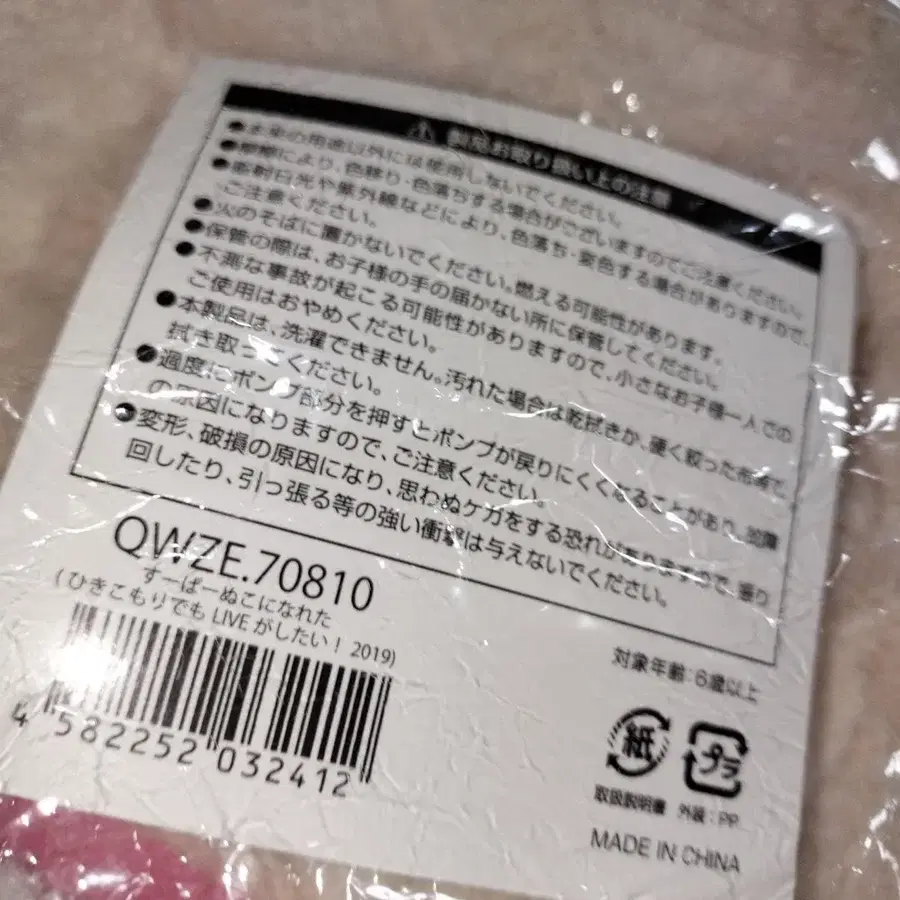 ⚠ 製品お取り扱い上の注意
●本来の用途以外には使用しないでください。
●摩擦により、色移り・色落ちする場合がございますのでご注意ください。
●直射日光や紫外線などにより、色落ち・変色する場合がありますので、
ご注意ください。
●火のそばに置かないでください。燃える可能性があります。
●保管の際は、お子様の手の届かない所に保管してください。
●不測な事故が起こる可能性がありますので、小さなお子様一人での
ご使用はおやめください。
●本製品は、洗濯できません。汚れた場合は乾拭きか、硬く絞った布等で、
拭き取ってください。
●過度にポンプ部分を押すとポンプが戻りにくくなることがあり、故障
の原因になりますので、ご注意ください。
●変形、破損の原因になり、思わぬケガをする恐れがありますので、振り
回したり、引っ張る等の強い衝撃は与えないでください。
QWZE.70810
すーぱーぬこになれた
(ひきこもりでも LIVE がしたい！ 2019)
4 582252 032412
対象年齢：6歳以上
紙 プラ
取扱説明書 外装：PP
MADE IN CHINA